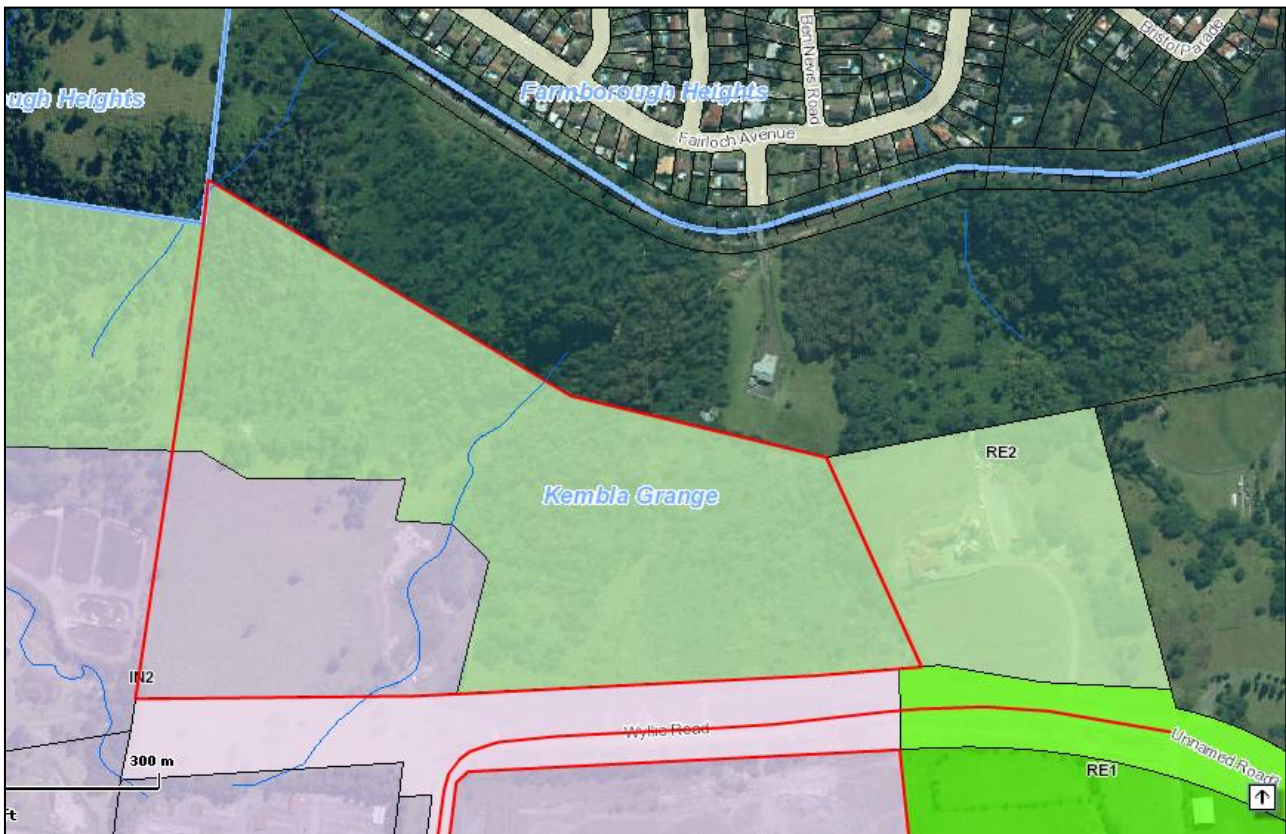 Bristol Parade
Ben Nevis Road
ugh Heights
Farmborough Heights
Fairloch Avenue
RE2
Kembla Grange
IN2
Wyllie Road
Unnamed Road
300 m
RE1
ft